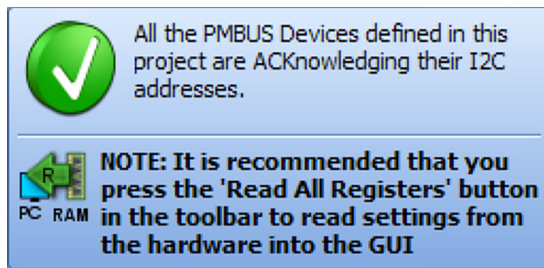 All the PMBUS Devices defined in this
project are ACKnowledging their I2C
addresses.
R
PC RAM
NOTE: It is recommended that you
press the 'Read All Registers' button
in the toolbar to read settings from
the hardware into the GUI